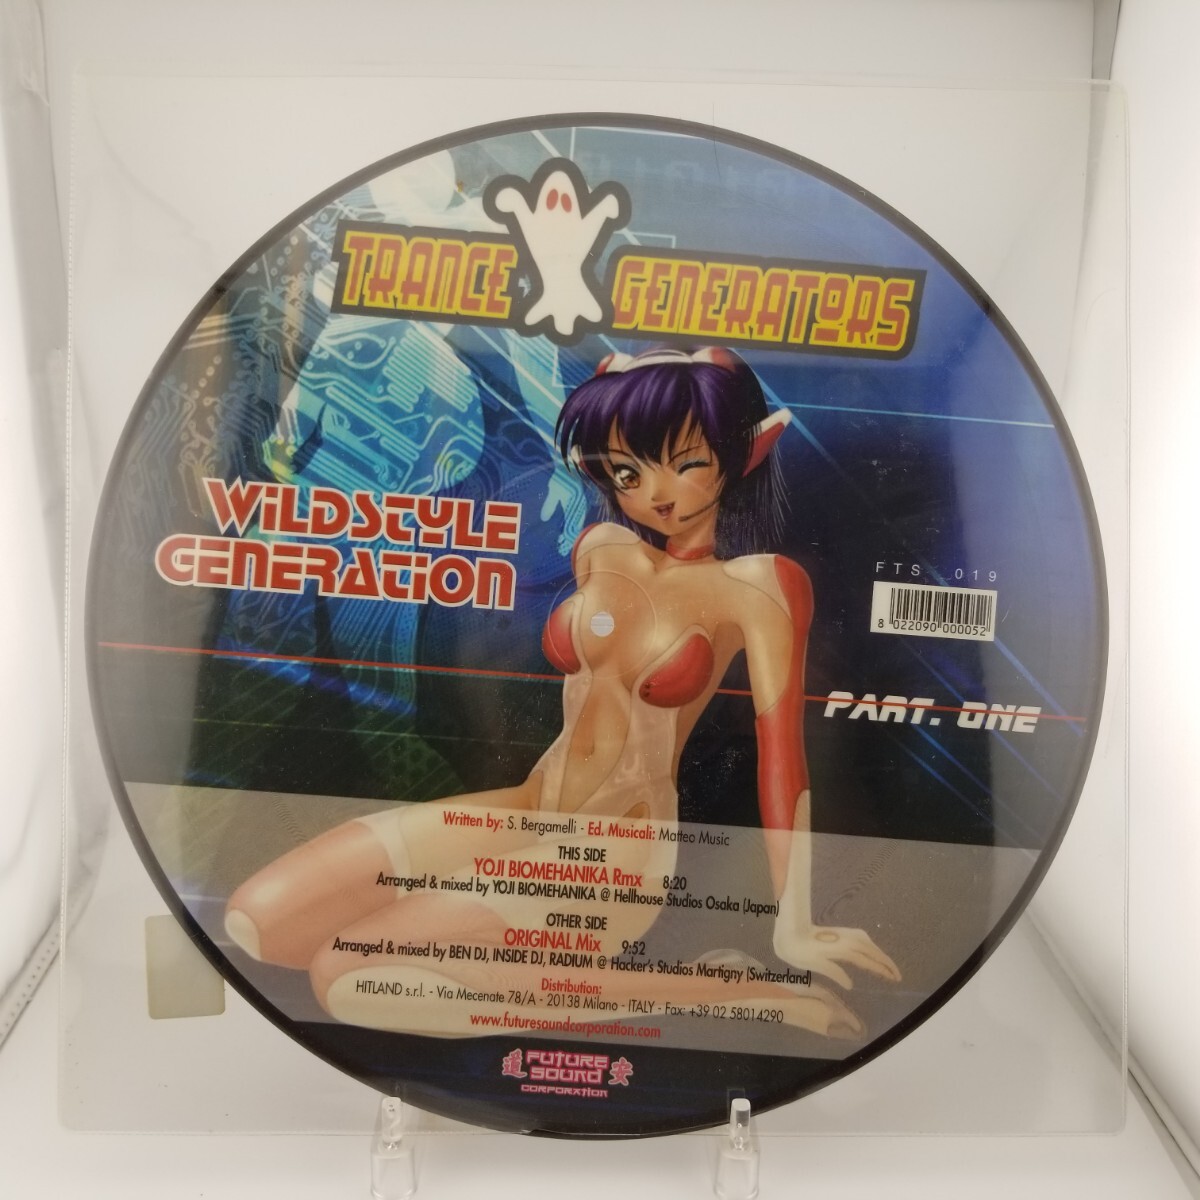 TRANCE GENERATORS
WiLDSTYLE
GENERATiON
FTS 019
8 022090 000052
PART. ONE
Written by: S. Bergamelli - Ed. Musicali: Matteo Music
THIS SIDE
YOJI BIOMEHANIKA Rmx 8:20
Arranged & mixed by YOJI BIOMEHANIKA @ Hellhouse Studios Osaka (Japan)
OTHER SIDE
ORIGINAL Mix 9:52
Arranged & mixed by BEN DJ, INSIDE DJ, RADIUM @ Hacker's Studios Martigny (Switzerland)
Distribution:
HITLAND s.r.l. - Via Mecenate 78/A - 20138 Milano - ITALY - Fax: +39 02 58014290
www.futuresoundcorporation.com
道 FUTURE 安
SOUND
CORPORATION